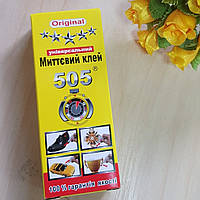 Original
універсальний
Миттєвий клей
505®
100% гарантія якості